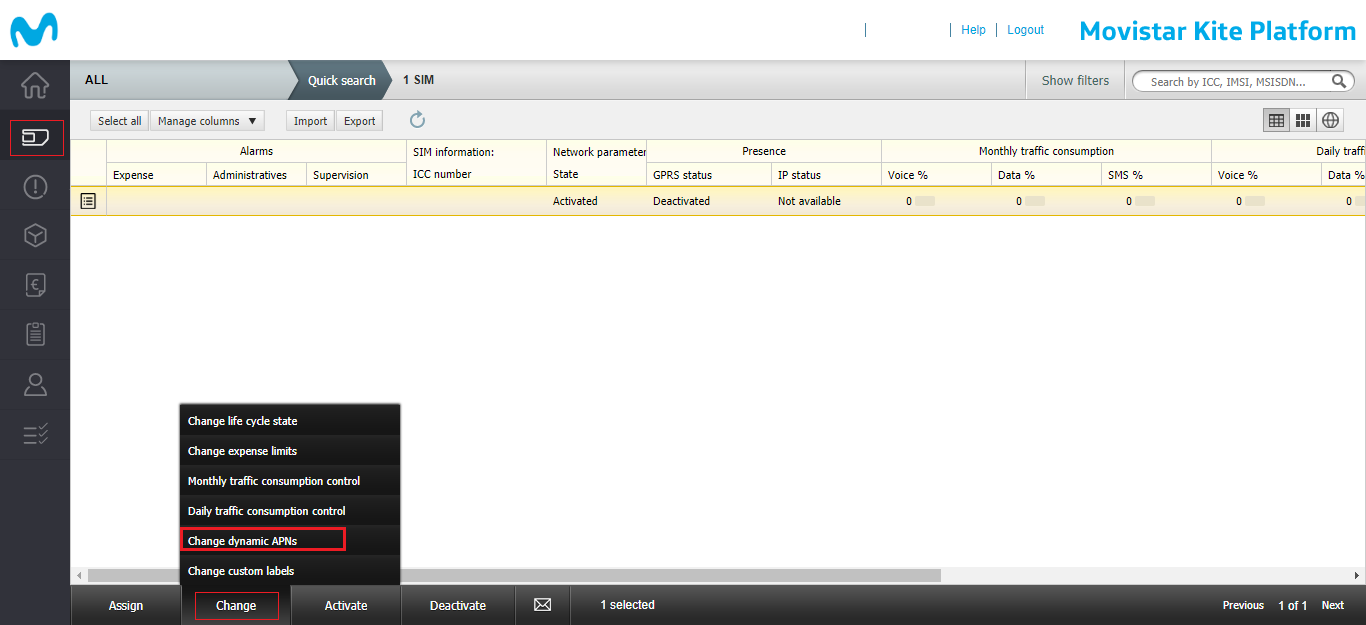 Help Logout Movistar Kite Platform
ALL Quick search 1 SIM Show filters Search by ICC, IMSI, MSISDN...
Select all Manage columns Import Export
Alarms SIM information: Network parameter Presence Monthly traffic consumption Daily traff
Expense Administratives Supervision ICC number State GPRS status IP status Voice % Data % SMS % Voice % Data %
Activated Deactivated Not available 0 0 0 0 0
Change life cycle state
Change expense limits
Monthly traffic consumption control
Daily traffic consumption control
Change dynamic APNs
Change custom labels
Assign Change Activate Deactivate 1 selected Previous 1 of 1 Next